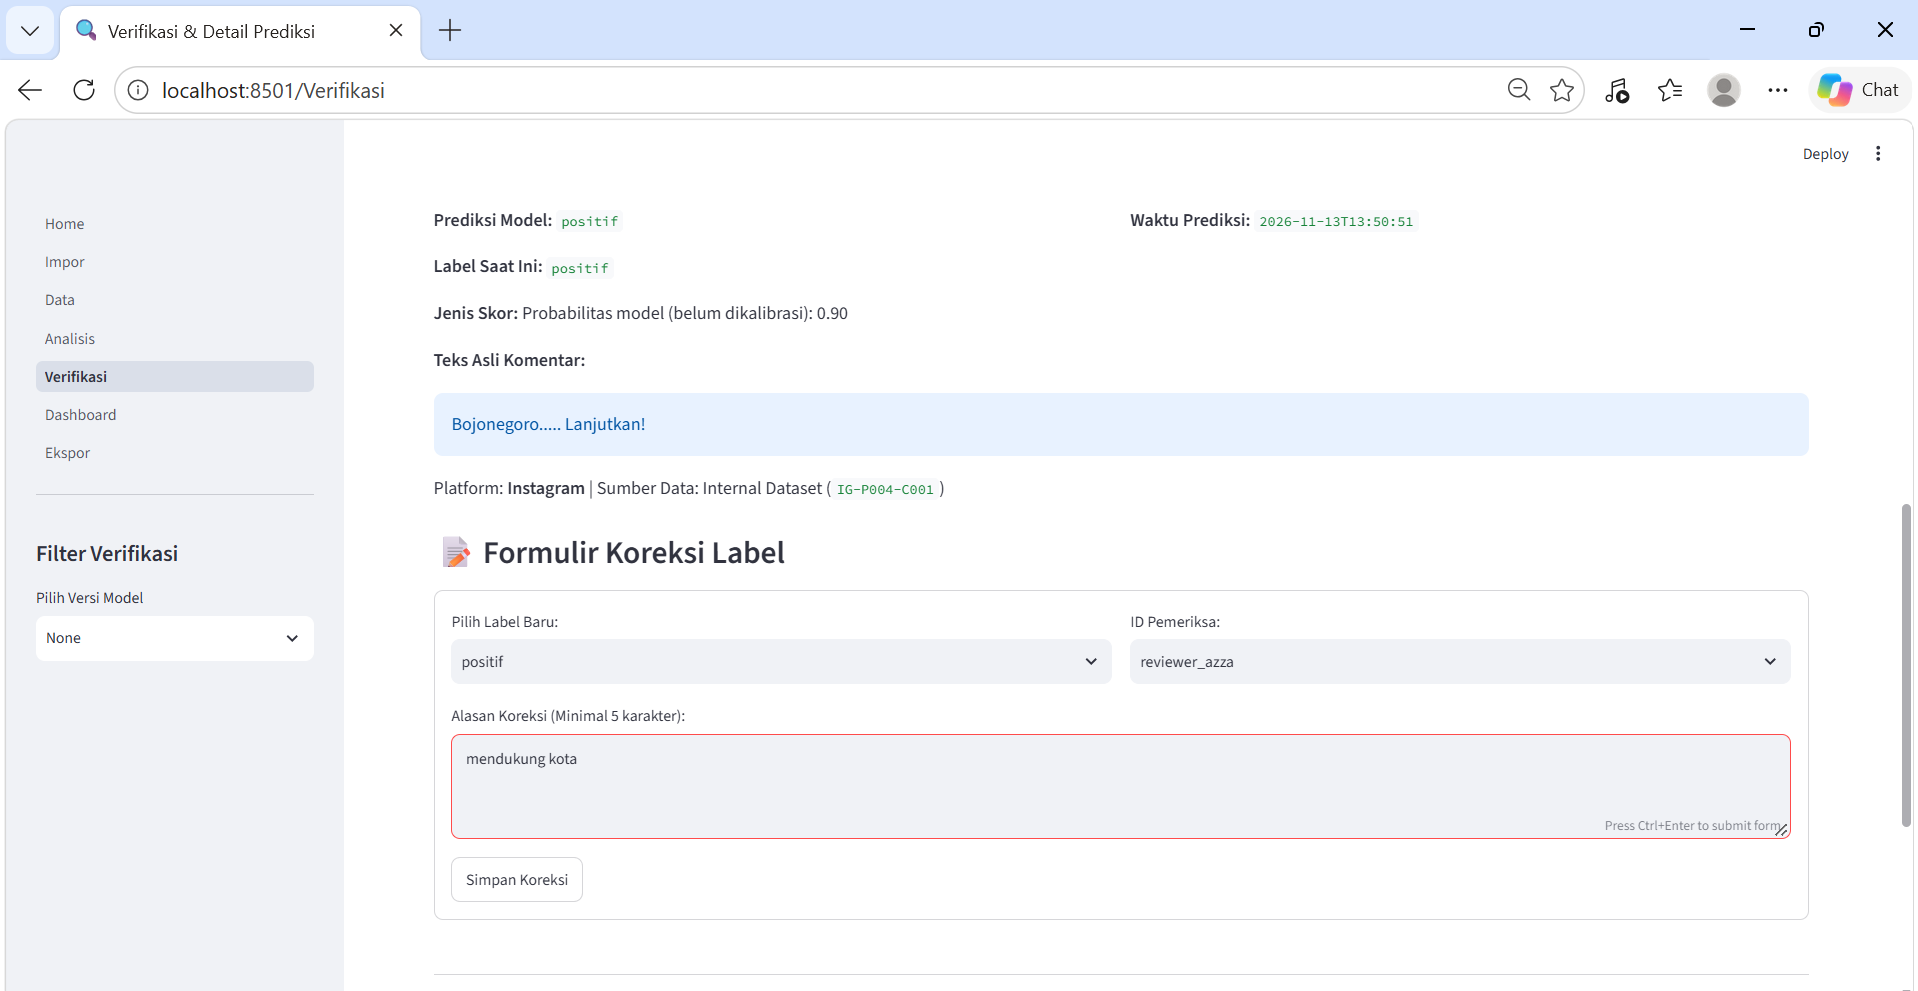 Verifikasi & Detail Prediksi
localhost:8501/Verifikasi
Chat
Deploy
Home
Impor
Data
Analisis
Verifikasi
Dashboard
Ekspor
Filter Verifikasi
Pilih Versi Model
None
Prediksi Model: positif
Waktu Prediksi: 2026-11-13T13:50:51
Label Saat Ini: positif
Jenis Skor: Probabilitas model (belum dikalibrasi): 0.90
Teks Asli Komentar:
Bojonegoro..... Lanjutkan!
Platform: Instagram | Sumber Data: Internal Dataset ( IG-P004-C001 )
Formulir Koreksi Label
Pilih Label Baru:
positif
ID Pemeriksa:
reviewer_azza
Alasan Koreksi (Minimal 5 karakter):
mendukung kota
Press Ctrl+Enter to submit form
Simpan Koreksi